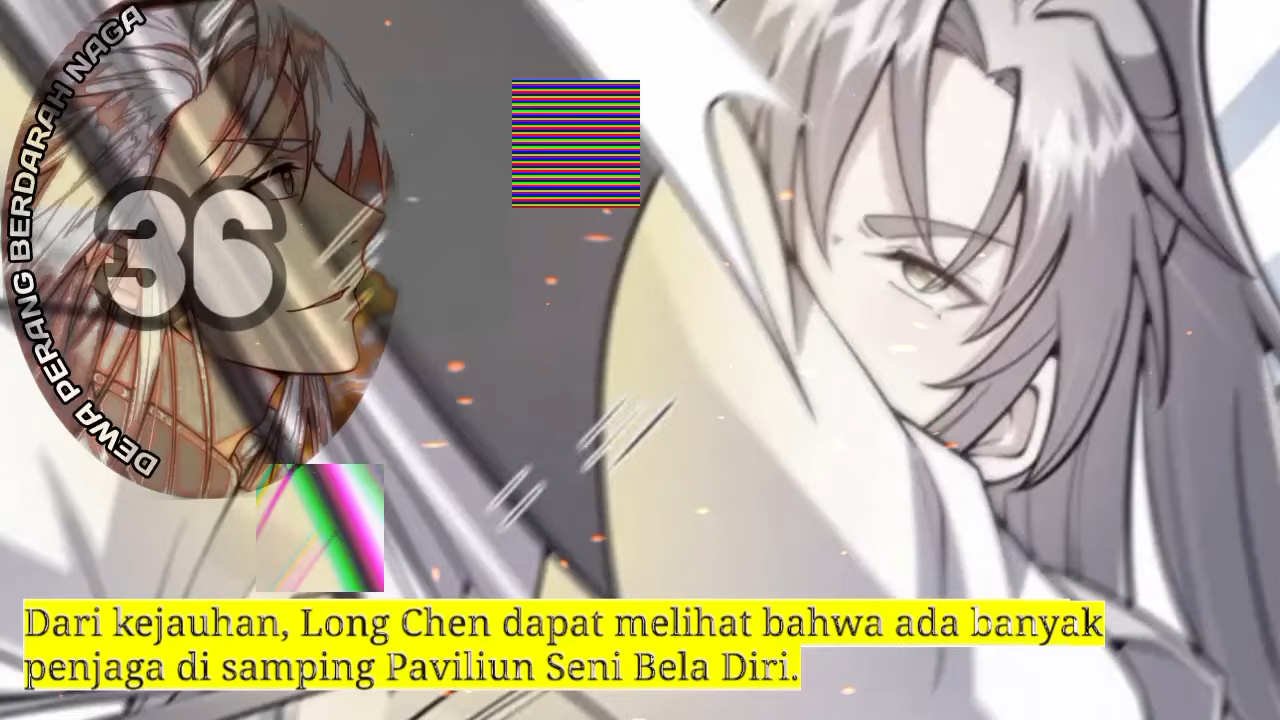 DEWA PERANG BERDARAH NAGA
36
Dari kejauhan, Long Chen dapat melihat bahwa ada banyak
penjaga di samping Paviliun Seni Bela Diri.